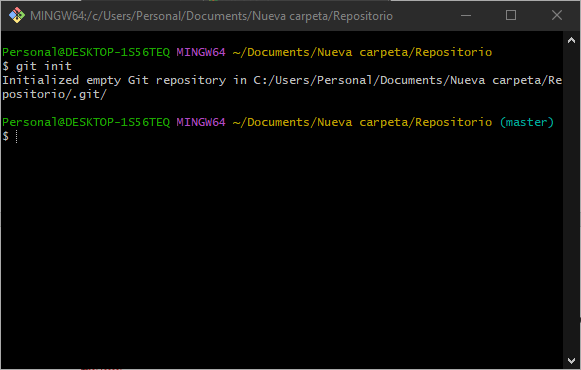 MINGW64:/c/Users/Personal/Documents/Nueva carpeta/Repositorio
Personal@DESKTOP-1S56TEQ MINGW64 ~/Documents/Nueva carpeta/Repositorio
$ git init
Initialized empty Git repository in C:/Users/Personal/Documents/Nueva carpeta/Re
positorio/.git/
Personal@DESKTOP-1S56TEQ MINGW64 ~/Documents/Nueva carpeta/Repositorio (master)
$